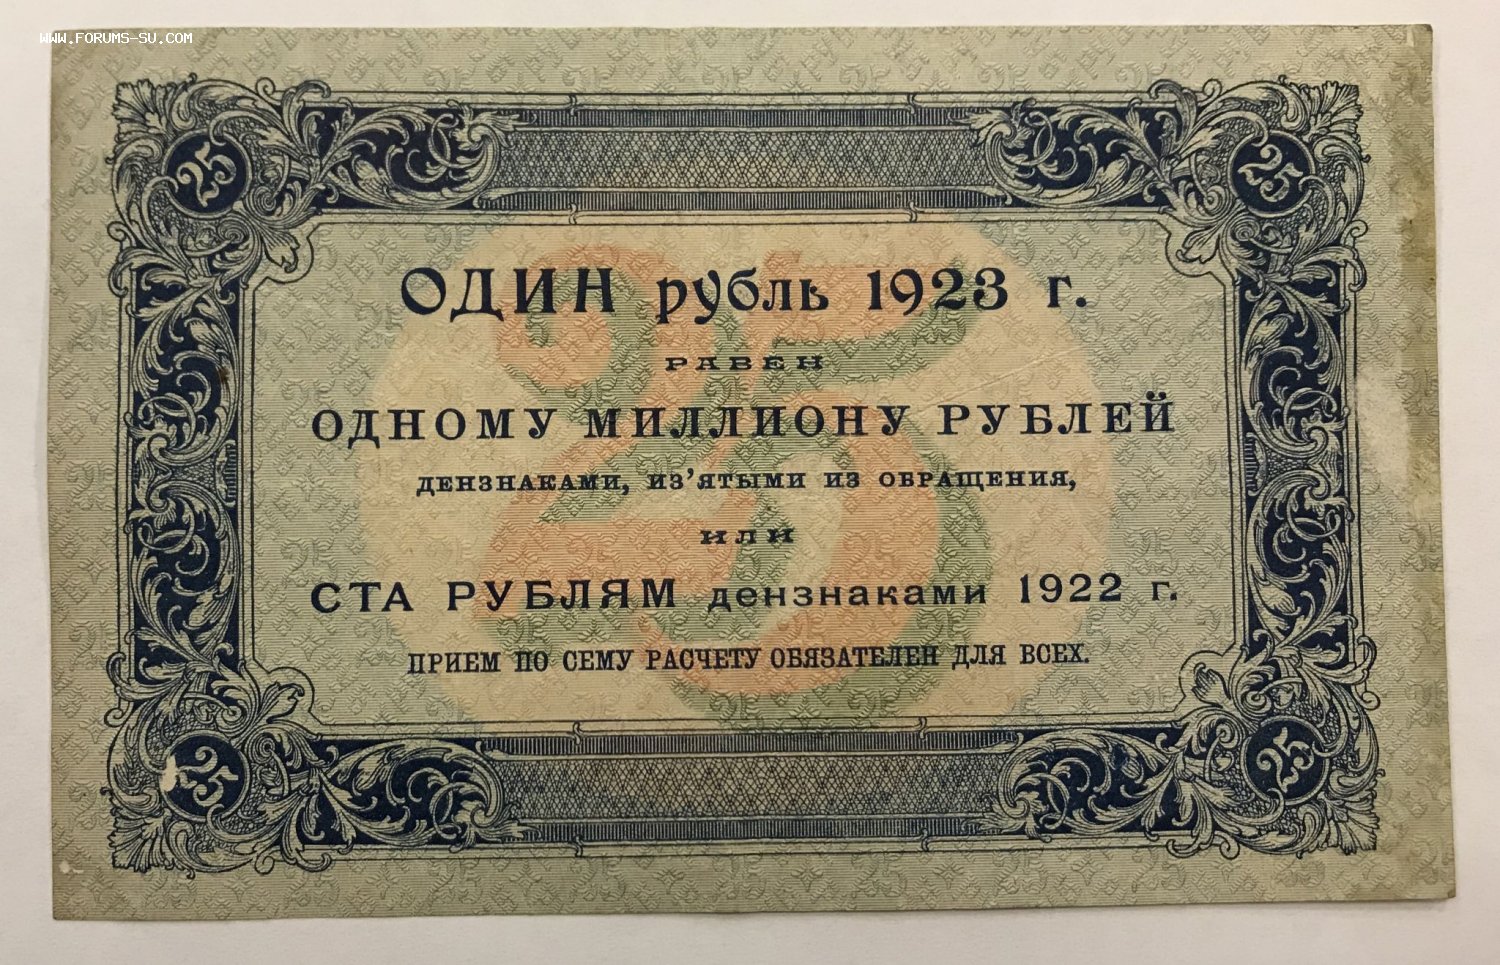 WWW.FORUMS-SU.COM
25 25
25
ОДИН рубль 1923 г.
РАВЕН
ОДНОМУ МИЛЛИОНУ РУБЛЕЙ
ДЕНЗНАКАМИ, ИЗ’ЯТЫМИ ИЗ ОБРАЩЕНИЯ,
ИЛИ
СТА РУБЛЯМ дензнаками 1922 г.
ПРИЕМ ПО СЕМУ РАСЧЕТУ ОБЯЗАТЕЛЕН ДЛЯ ВСЕХ.
25 25